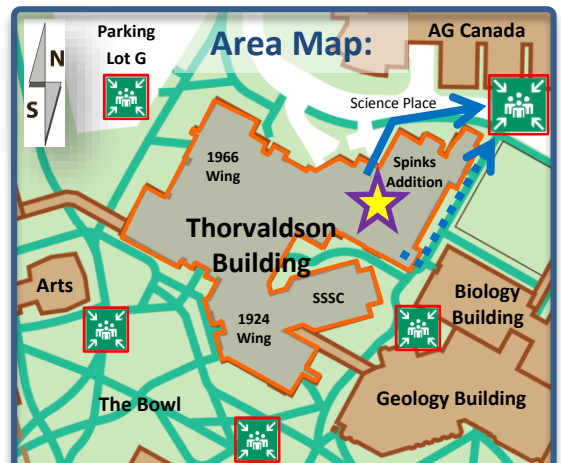 Area Map:
N
S
Parking
Lot G
AG Canada
Science Place
1966
Wing
Spinks
Addition
Thorvaldson
Building
Arts
SSSC
1924
Wing
Biology
Building
The Bowl
Geology Building